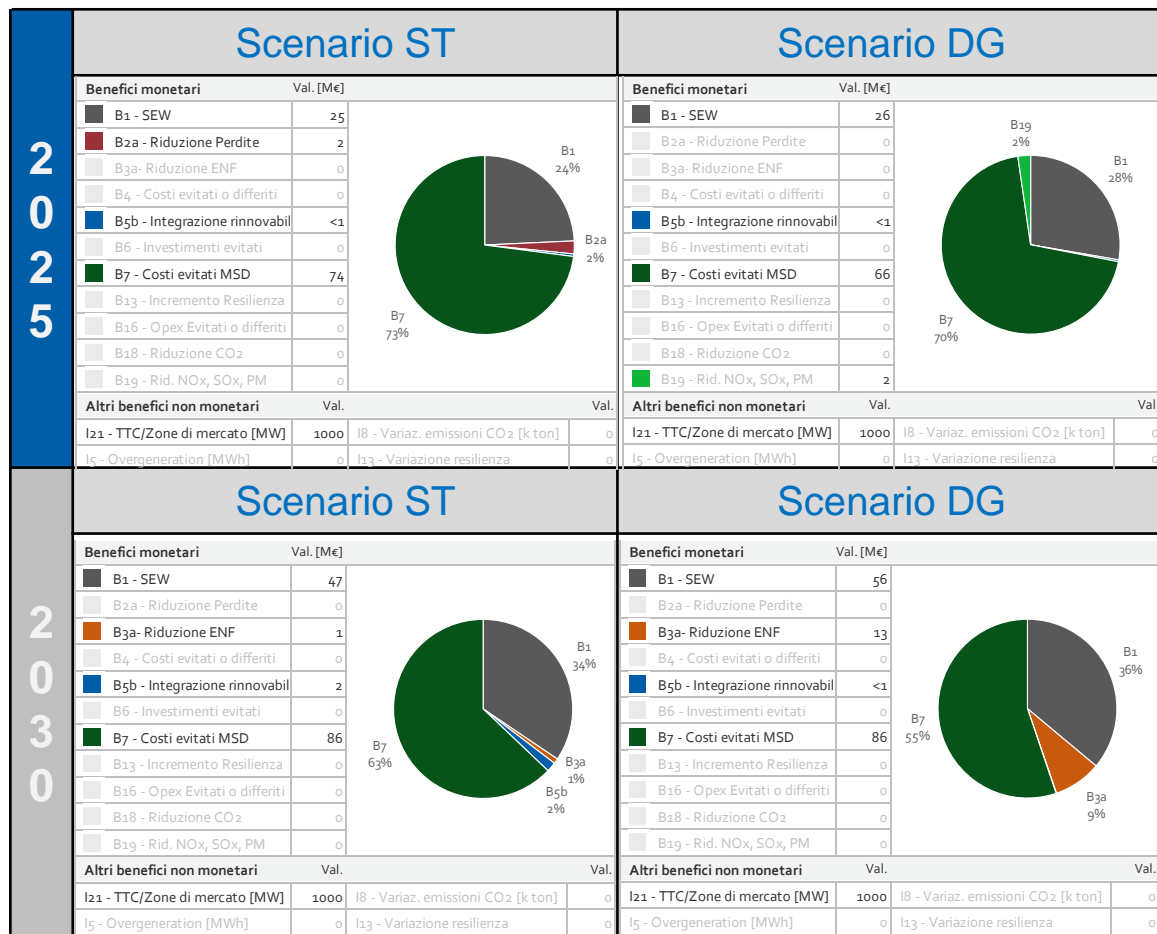 2025
Scenario ST
Benefici monetari Val. [M€]
B1 - SEW 25
B2a - Riduzione Perdite 2
B3a- Riduzione ENF 0
B4 - Costi evitati o differiti 0
B5b - Integrazione rinnovabil <1
B6 - Investimenti evitati 0
B7 - Costi evitati MSD 74
B13 - Incremento Resilienza 0
B16 - Opex Evitati o differiti 0
B18 - Riduzione CO2 0
B19 - Rid. NOx, SOx, PM 0
B1
24%
B2a
2%
B7
73%
Altri benefici non monetari Val. Val.
I21 - TTC/Zone di mercato [MW] 1000 I8 - Variaz. emissioni CO2 [k ton] 0
I5 - Overgeneration [MWh] 0 I13 - Variazione resilienza 0
Scenario DG
Benefici monetari Val. [M€]
B1 - SEW 26
B2a - Riduzione Perdite 0
B3a- Riduzione ENF 0
B4 - Costi evitati o differiti 0
B5b - Integrazione rinnovabil <1
B6 - Investimenti evitati 0
B7 - Costi evitati MSD 66
B13 - Incremento Resilienza 0
B16 - Opex Evitati o differiti 0
B18 - Riduzione CO2 0
B19 - Rid. NOx, SOx, PM 2
B19
2%
B1
28%
B7
70%
Altri benefici non monetari Val. Val.
I21 - TTC/Zone di mercato [MW] 1000 I8 - Variaz. emissioni CO2 [k ton] 0
I5 - Overgeneration [MWh] 0 I13 - Variazione resilienza 0
2030
Scenario ST
Benefici monetari Val. [M€]
B1 - SEW 47
B2a - Riduzione Perdite 0
B3a- Riduzione ENF 1
B4 - Costi evitati o differiti 0
B5b - Integrazione rinnovabil 2
B6 - Investimenti evitati 0
B7 - Costi evitati MSD 86
B13 - Incremento Resilienza 0
B16 - Opex Evitati o differiti 0
B18 - Riduzione CO2 0
B19 - Rid. NOx, SOx, PM 0
B1
34%
B3a
1%
B5b
2%
B7
63%
Altri benefici non monetari Val. Val.
I21 - TTC/Zone di mercato [MW] 1000 I8 - Variaz. emissioni CO2 [k ton] 0
I5 - Overgeneration [MWh] 0 I13 - Variazione resilienza 0
Scenario DG
Benefici monetari Val. [M€]
B1 - SEW 56
B2a - Riduzione Perdite 0
B3a- Riduzione ENF 13
B4 - Costi evitati o differiti 0
B5b - Integrazione rinnovabil <1
B6 - Investimenti evitati 0
B7 - Costi evitati MSD 86
B13 - Incremento Resilienza 0
B16 - Opex Evitati o differiti 0
B18 - Riduzione CO2 0
B19 - Rid. NOx, SOx, PM 0
B1
36%
B3a
9%
B7
55%
Altri benefici non monetari Val. Val.
I21 - TTC/Zone di mercato [MW] 1000 I8 - Variaz. emissioni CO2 [k ton] 0
I5 - Overgeneration [MWh] 0 I13 - Variazione resilienza 0